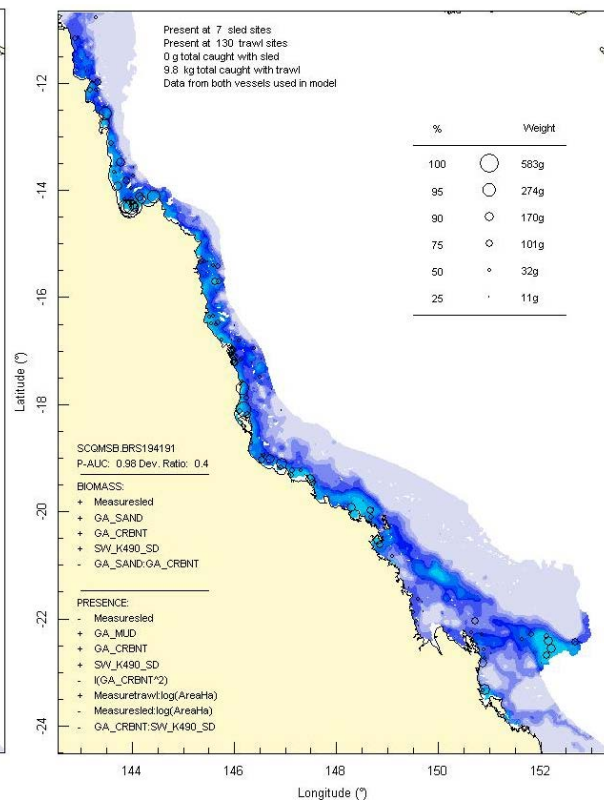 Present at 7 sled sites
Present at 130 trawl sites
0 g total caught with sled
9.8 kg total caught with trawl
Data from both vessels used in model
% Weight
100 583g
95 274g
90 170g
75 101g
50 32g
25 11g
-12
-14
-16
-18
-20
-22
-24
Latitude (º)
SCQMSB.BRS194191
P-AUC: 0.98 Dev. Ratio: 0.4
BIOMASS:
+ Measuresled
+ GA_SAND
+ GA_CRBNT
+ SW_K490_SD
- GA_SAND:GA_CRBNT
PRESENCE:
- Measuresled
+ GA_MUD
+ GA_CRBNT
+ SW_K490_SD
- I(GA_CRBNT^2)
+ Measuretrawl:log(AreaHa)
- Measuresled:log(AreaHa)
- GA_CRBNT:SW_K490_SD
144 146 148 150 152
Longitude (º)